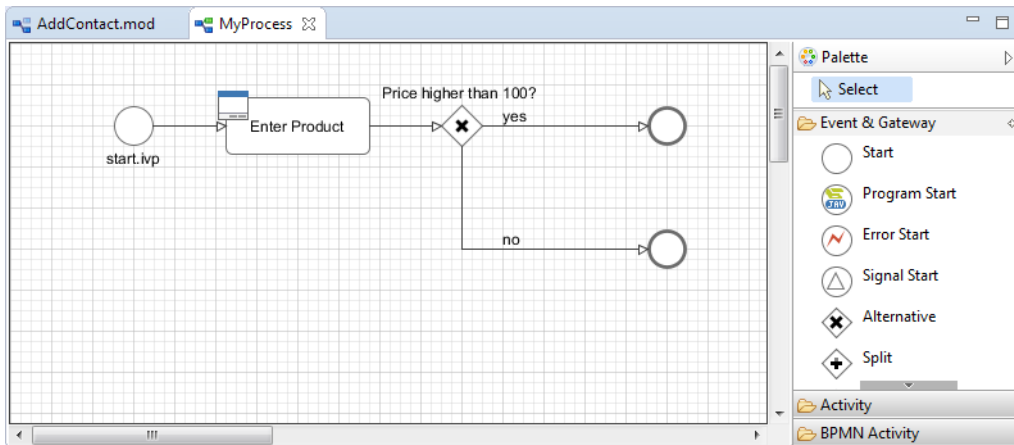 AddContact.mod
MyProcess
Palette
Select
Price higher than 100?
Enter Product
yes
start.ivp
no
Event & Gateway
Start
Program Start
JAV
Error Start
Signal Start
Alternative
Split
Activity
BPMN Activity